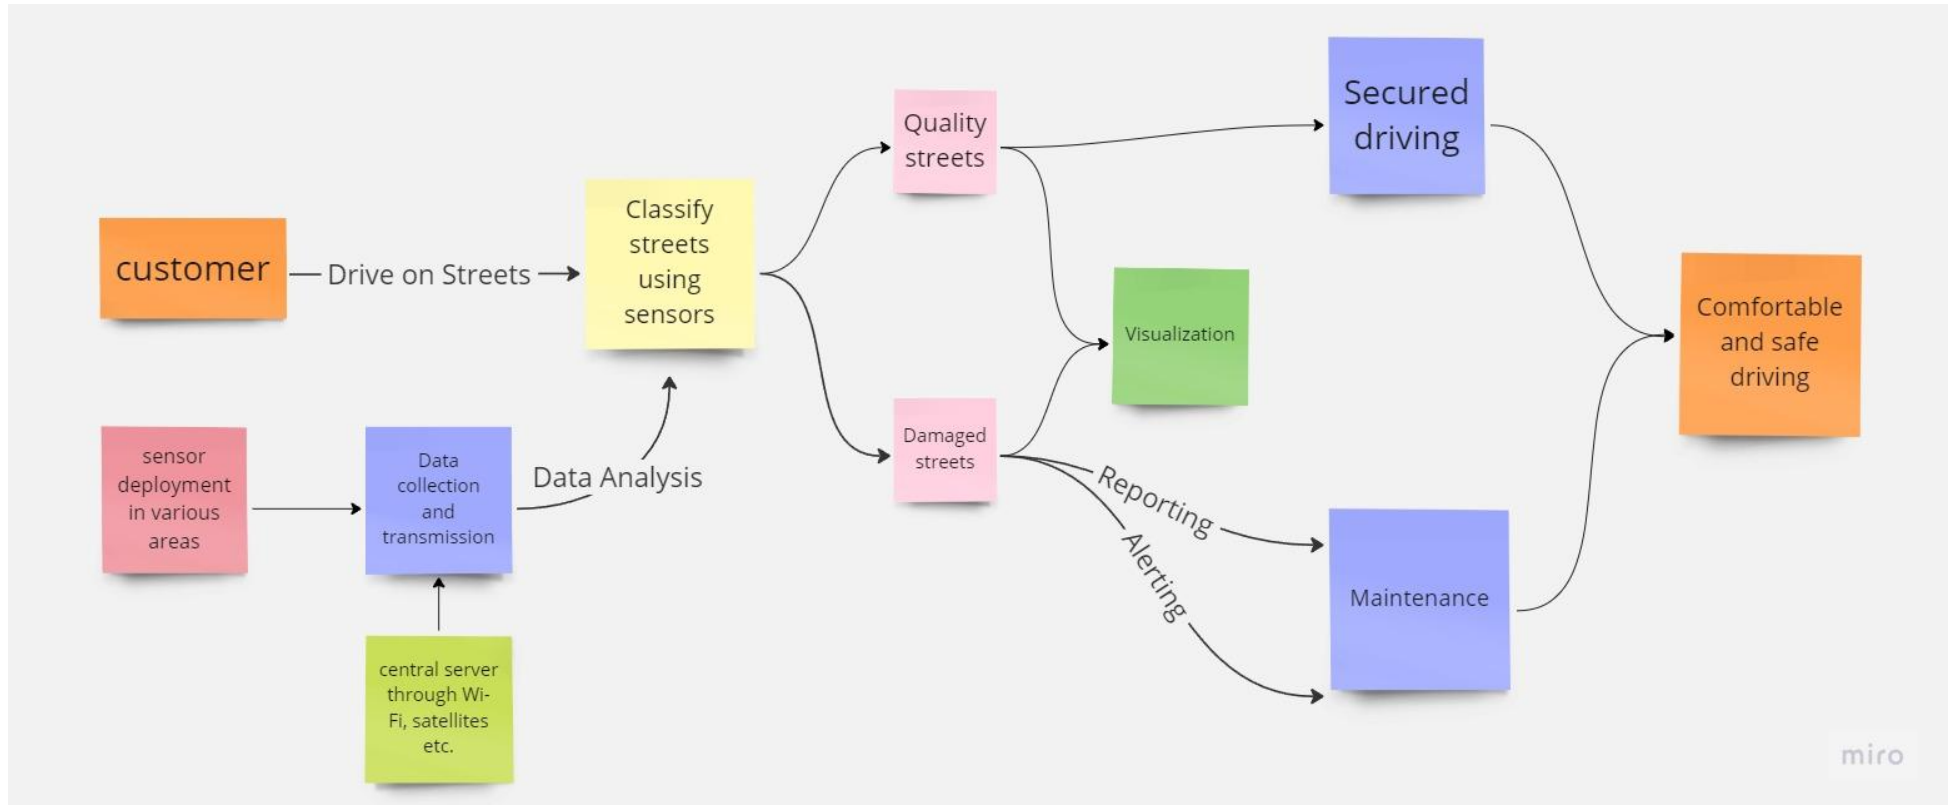 customer
Drive on Streets
Classify
streets
using
sensors
sensor
deployment
in various
areas
Data
collection
and
transmission
central server
through Wi-
Fi, satellites
etc.
Data Analysis
Quality
streets
Damaged
streets
Visualization
Reporting
Alerting
Secured
driving
Maintenance
Comfortable
and safe
driving
miro